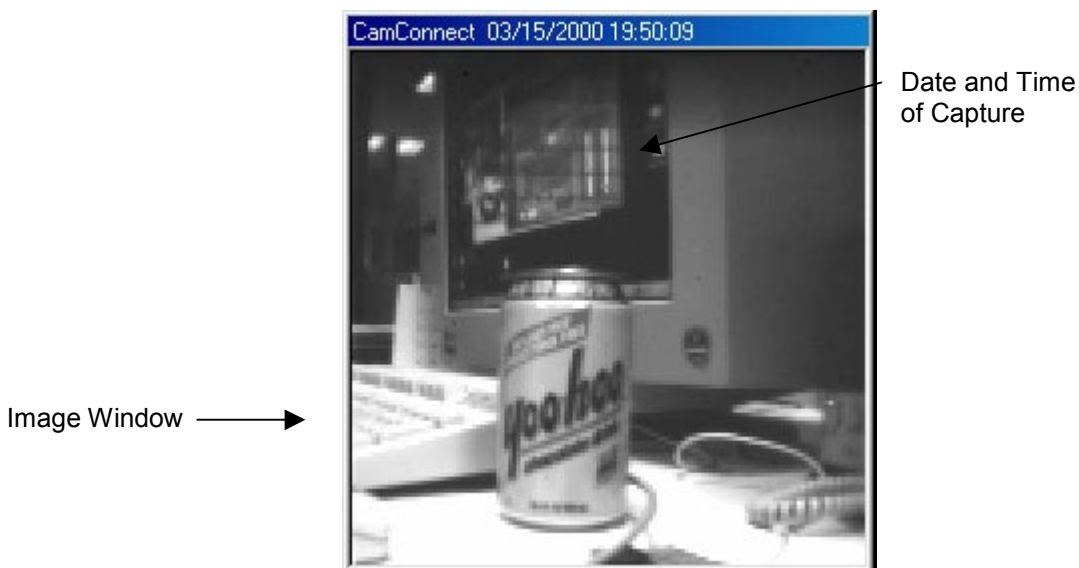 CamConnect 03/15/2000 19:50:09
Date and Time
of Capture
Image Window
Yoohoo